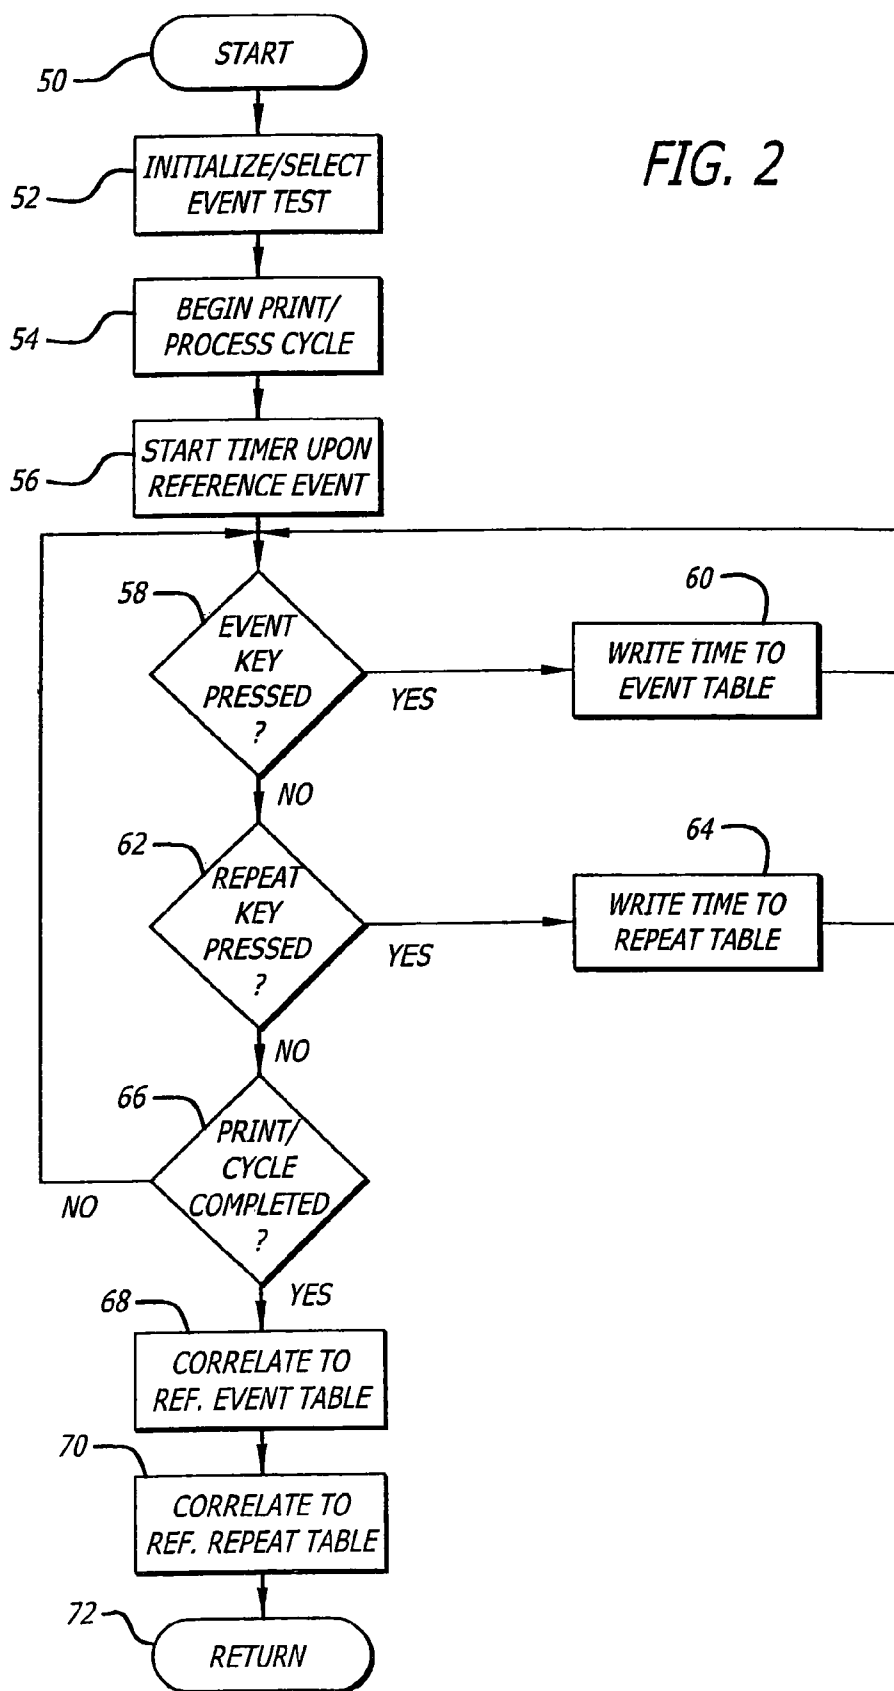 START
50
FIG. 2
INITIALIZE/SELECT
EVENT TEST
52
BEGIN PRINT/
PROCESS CYCLE
54
START TIMER UPON
REFERENCE EVENT
56
58
EVENT
KEY
PRESSED
?
YES
60
WRITE TIME TO
EVENT TABLE
NO
62
REPEAT
KEY
PRESSED
?
YES
64
WRITE TIME TO
REPEAT TABLE
NO
66
PRINT/
CYCLE
COMPLETED
?
NO
YES
68
CORRELATE TO
REF. EVENT TABLE
70
CORRELATE TO
REF. REPEAT TABLE
72
RETURN